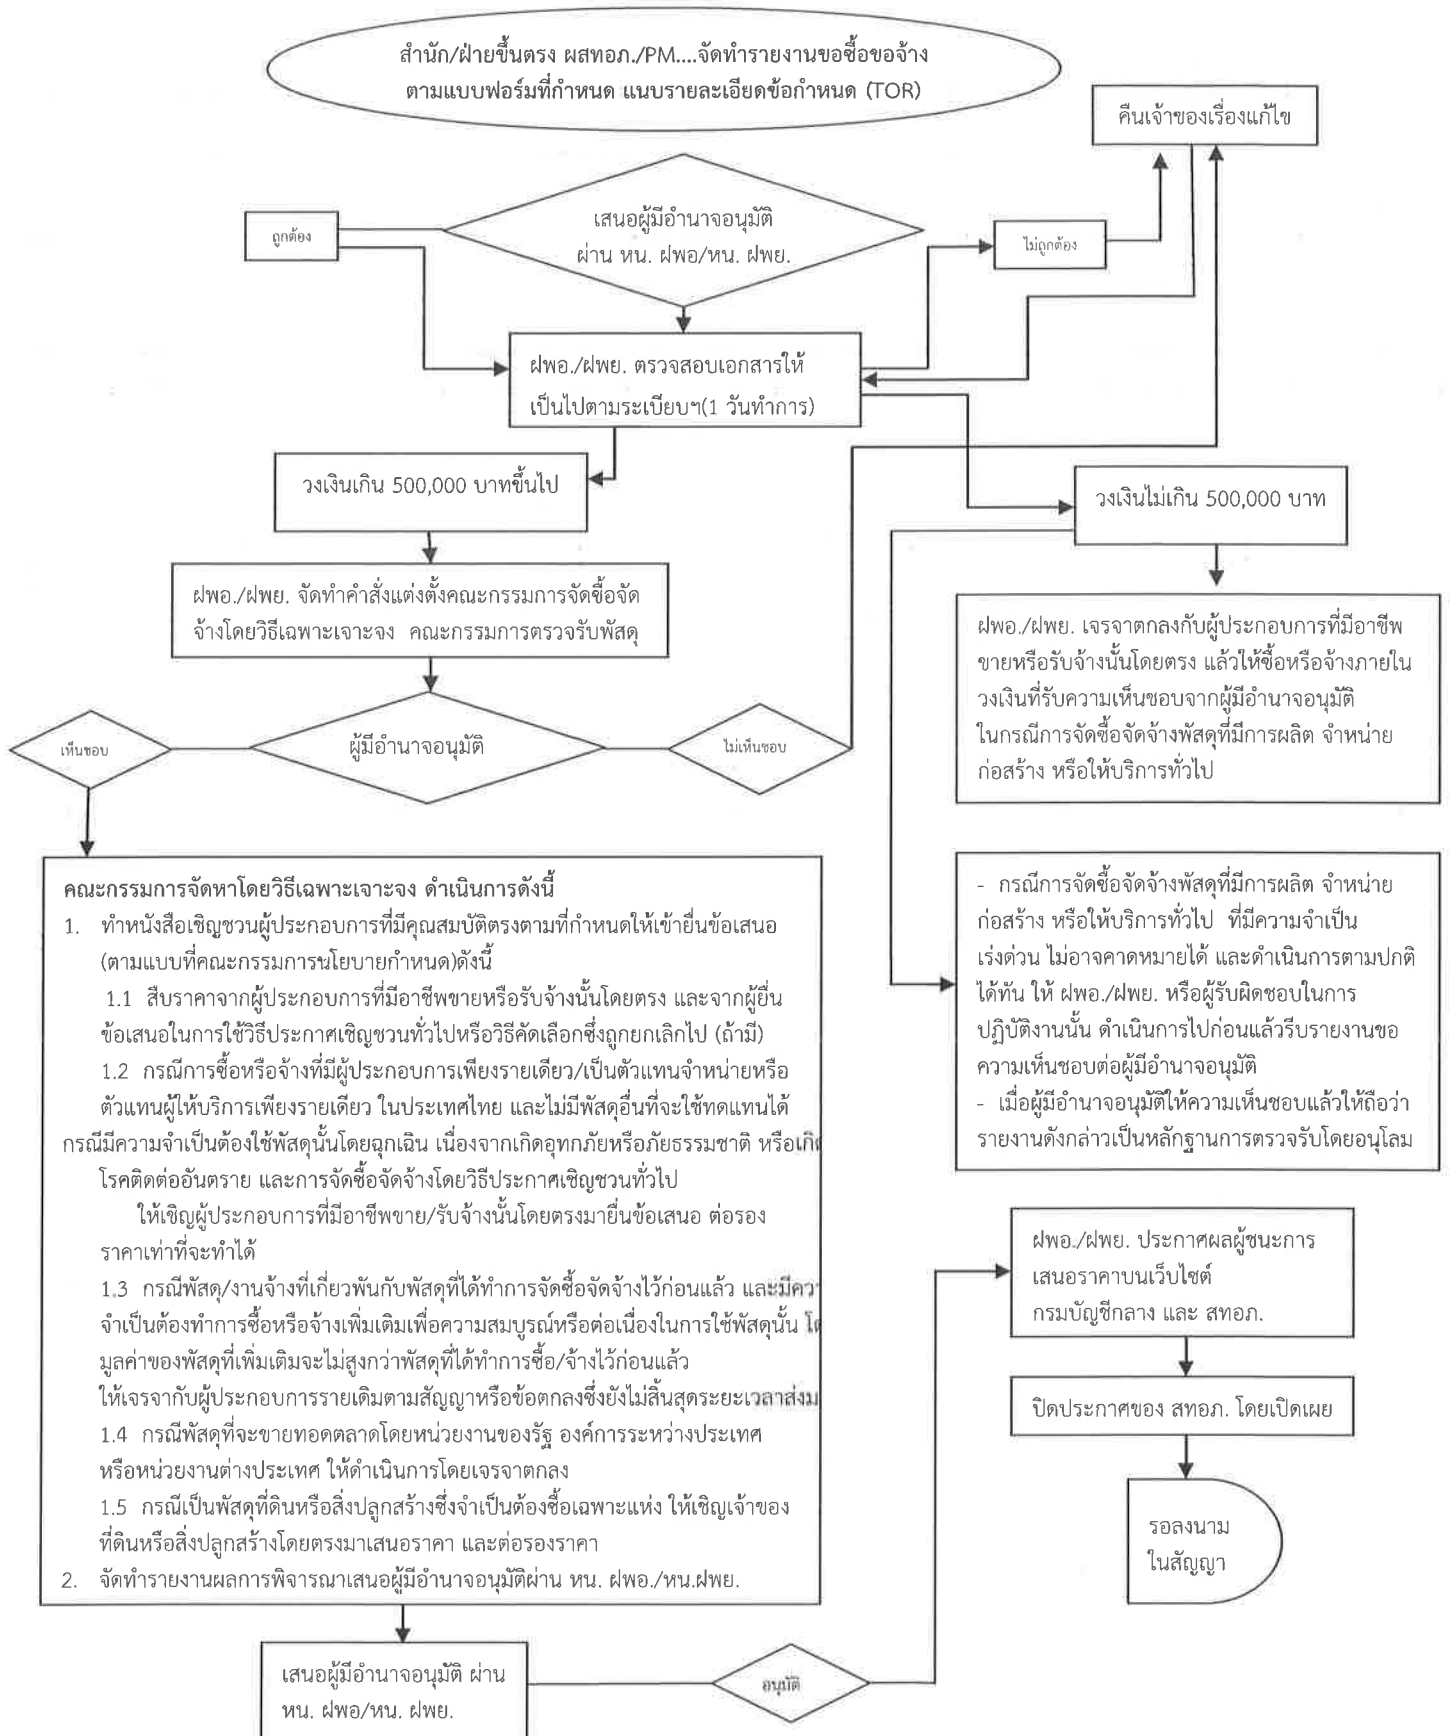 สำนัก/ฝ่ายขึ้นตรง ผสทอภ./PM....จัดทำรายงานขอซื้อขอจ้าง
ตามแบบฟอร์มที่กำหนด แนบรายละเอียดข้อกำหนด (TOR)
คืนเจ้าของเรื่องแก้ไข
เสนอผู้มีอำนาจอนุมัติ
ผ่าน หน. ฝพอ/หน. ฝพย.
ถูกต้อง
ไม่ถูกต้อง
ฝพอ./ฝพย. ตรวจสอบเอกสารให้
เป็นไปตามระเบียบฯ(1 วันทำการ)
วงเงินเกิน 500,000 บาทขึ้นไป
วงเงินไม่เกิน 500,000 บาท
ฝพอ./ฝพย. จัดทำคำสั่งแต่งตั้งคณะกรรมการจัดซื้อจัด
จ้างโดยวิธีเฉพาะเจาะจง คณะกรรมการตรวจรับพัสดุ
ฝพอ./ฝพย. เจรจาตกลงกับผู้ประกอบการที่มีอาชีพ
ขายหรือรับจ้างนั้นโดยตรง แล้วให้ซื้อหรือจ้างภายใน
วงเงินที่รับความเห็นชอบจากผู้มีอำนาจอนุมัติ
ในกรณีการจัดซื้อจัดจ้างพัสดุที่มีการผลิต จำหน่าย
ก่อสร้าง หรือให้บริการทั่วไป
เห็นชอบ
ผู้มีอำนาจอนุมัติ
ไม่เห็นชอบ
คณะกรรมการจัดหาโดยวิธีเฉพาะเจาะจง ดำเนินการดังนี้
1. ทำหนังสือเชิญชวนผู้ประกอบการที่มีคุณสมบัติตรงตามที่กำหนดให้เข้ายื่นข้อเสนอ
(ตามแบบที่คณะกรรมการนโยบายกำหนด)ดังนี้
1.1 สืบราคาจากผู้ประกอบการที่มีอาชีพขายหรือรับจ้างนั้นโดยตรง และจากผู้ยื่น
ข้อเสนอในการใช้วิธีประกาศเชิญชวนทั่วไปหรือวิธีคัดเลือกซึ่งถูกยกเลิกไป (ถ้ามี)
1.2 กรณีการซื้อหรือจ้างที่มีผู้ประกอบการเพียงรายเดียว/เป็นตัวแทนจำหน่ายหรือ
ตัวแทนผู้ให้บริการเพียงรายเดียว ในประเทศไทย และไม่มีพัสดุอื่นที่จะใช้ทดแทนได้
กรณีมีความจำเป็นต้องใช้พัสดุนั้นโดยฉุกเฉิน เนื่องจากเกิดอุทกภัยหรือภัยธรรมชาติ หรือเกิด
โรคติดต่ออันตราย และการจัดซื้อจัดจ้างโดยวิธีประกาศเชิญชวนทั่วไป
ให้เชิญผู้ประกอบการที่มีอาชีพขาย/รับจ้างนั้นโดยตรงมายื่นข้อเสนอ ต่อรอง
ราคาเท่าที่จะทำได้
1.3 กรณีพัสดุ/งานจ้างที่เกี่ยวพันกับพัสดุที่ได้ทำการจัดซื้อจัดจ้างไว้ก่อนแล้ว และมีควา
จำเป็นต้องทำการซื้อหรือจ้างเพิ่มเติมเพื่อความสมบูรณ์หรือต่อเนื่องในการใช้พัสดุนั้น โด
มูลค่าของพัสดุที่เพิ่มเติมจะไม่สูงกว่าพัสดุที่ได้ทำการซื้อ/จ้างไว้ก่อนแล้ว
ให้เจรจากับผู้ประกอบการรายเดิมตามสัญญาหรือข้อตกลงซึ่งยังไม่สิ้นสุดระยะเวลาส่งม
1.4 กรณีพัสดุที่จะขายทอดตลาดโดยหน่วยงานของรัฐ องค์การระหว่างประเทศ
หรือหน่วยงานต่างประเทศ ให้ดำเนินการโดยเจรจาตกลง
1.5 กรณีเป็นพัสดุที่ดินหรือสิ่งปลูกสร้างซึ่งจำเป็นต้องซื้อเฉพาะแห่ง ให้เชิญเจ้าของ
ที่ดินหรือสิ่งปลูกสร้างโดยตรงมาเสนอราคา และต่อรองราคา
2. จัดทำรายงานผลการพิจารณาเสนอผู้มีอำนาจอนุมัติผ่าน หน. ฝพอ./หน.ฝพย.
- กรณีการจัดซื้อจัดจ้างพัสดุที่มีการผลิต จำหน่าย
ก่อสร้าง หรือให้บริการทั่วไป ที่มีความจำเป็น
เร่งด่วน ไม่อาจคาดหมายได้ และดำเนินการตามปกติ
ได้ทัน ให้ ฝพอ./ฝพย. หรือผู้รับผิดชอบในการ
ปฏิบัติงานนั้น ดำเนินการไปก่อนแล้วรีบรายงานขอ
ความเห็นชอบต่อผู้มีอำนาจอนุมัติ
- เมื่อผู้มีอำนาจอนุมัติให้ความเห็นชอบแล้วให้ถือว่า
รายงานดังกล่าวเป็นหลักฐานการตรวจรับโดยอนุโลม
ฝพอ./ฝพย. ประกาศผลผู้ชนะการ
เสนอราคาบนเว็บไซต์
กรมบัญชีกลาง และ สทอภ.
ปิดประกาศของ สทอภ. โดยเปิดเผย
รอลงนาม
ในสัญญา
เสนอผู้มีอำนาจอนุมัติ ผ่าน
หน. ฝพอ/หน. ฝพย.
อนุมัติ